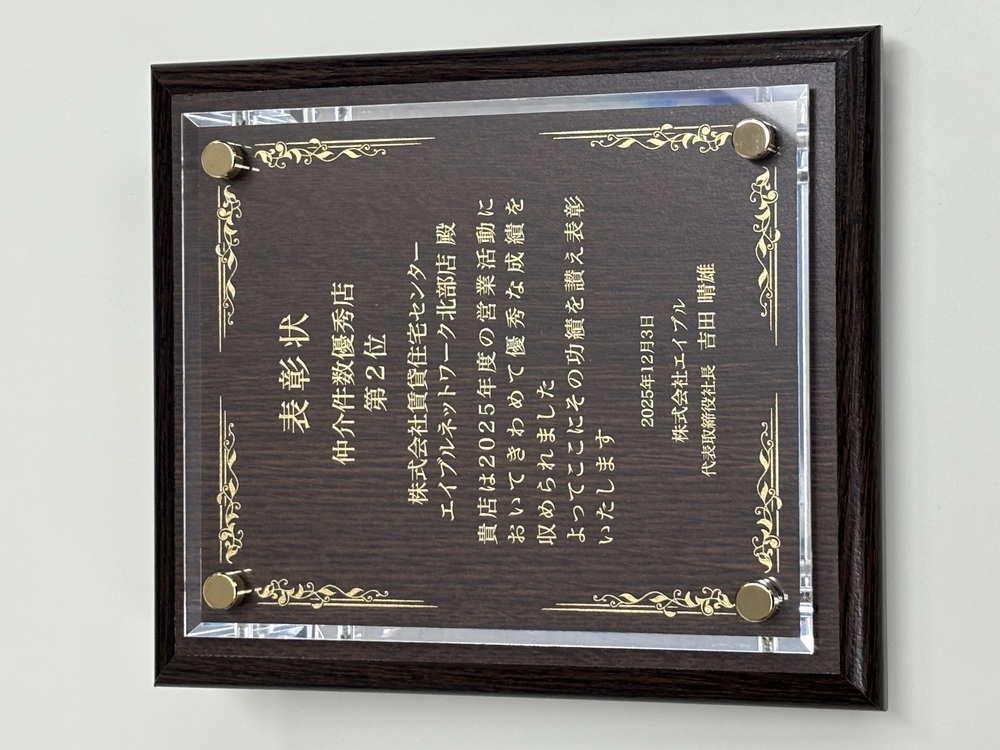 表彰状
仲介件数優秀店
第2位
株式会社賃貸住宅センター
エイブルネットワーク北部店 殿
貴店は2025年度の営業活動に
おいてきわめて優秀な成績を
収められました
よってここにその功績を讃え表彰
いたします
2025年12月3日
株式会社エイブル
代表取締役社長 吉田 晴雄